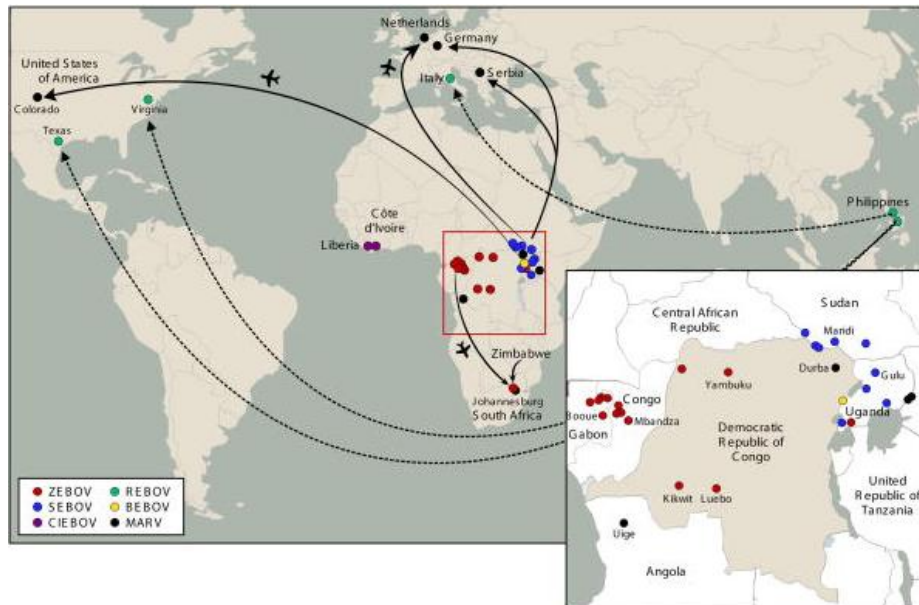 Netherlands
Germany
United States
of America
Italy
Serbia
Colorado
Virginia
Texas
Philippines
Côte
d'Ivoire
Liberia
Zimbabwe
Johannesburg
South Africa
ZEBOV
REBOV
SEBOV
BEBOV
CIEBOV
MARV
Sudan
Central African
Republic
Maridi
Durba
Gulu
Yambuku
Congo
Booue
Mbandza
Gabon
Uganda
Democratic
Republic of
Congo
Kikwit
Luebo
United
Republic of
Tanzania
Uige
Angola